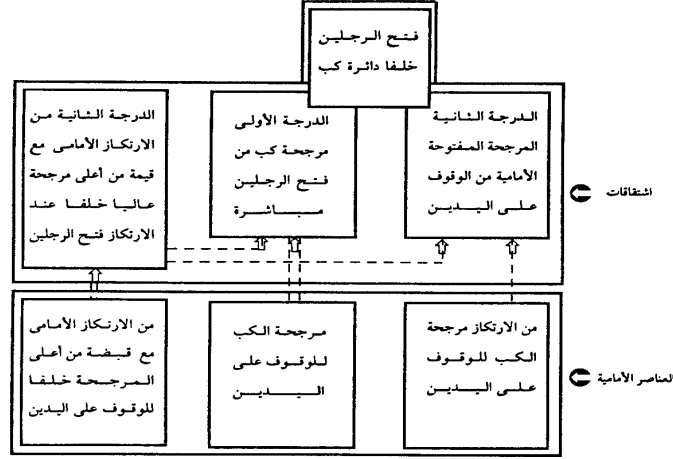 فتح الرجلين
خلفا دائرة كب
الدرجة الثانية
المرجحة المفتوحة
الأمامية من الوقوف
على اليدين
الدرجة الأولى
مرجحة كب من
فتح الرجلين
مباشرة
الدرجة الثانية من
الارتكاز الأمامى مع
قيمة من أعلى مرجحة
عاليا خلفا عند
الارتكاز فتح الرجلين
اشتقاقات
من الارتكاز مرجحة
الكب للوقوف
على اليدين
مرجحة الكب
للوقوف على
اليدين
من الارتكاز الأمامى
مع قبضة من أعلى
المرجحة خلفا
للوقوف على اليدين
العناصر الأمامية